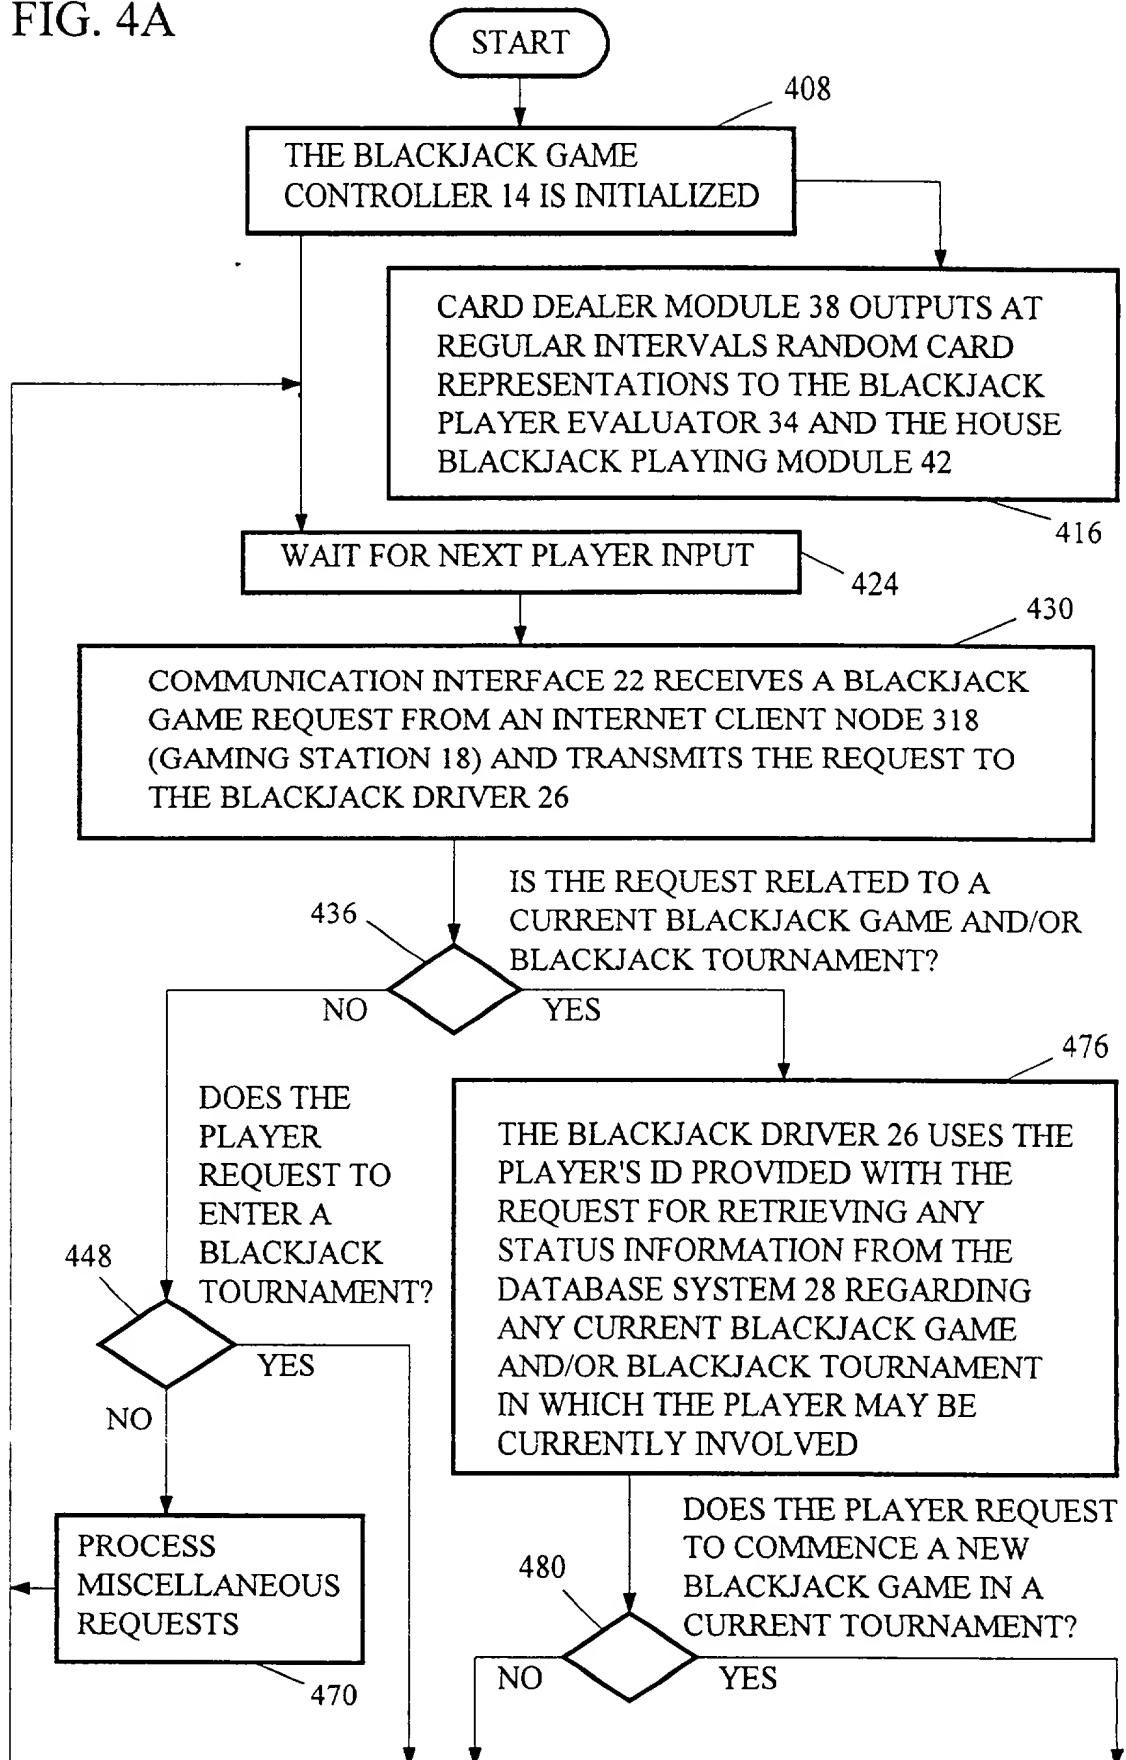 FIG. 4A
START
408
THE BLACKJACK GAME
CONTROLLER 14 IS INITIALIZED
CARD DEALER MODULE 38 OUTPUTS AT
REGULAR INTERVALS RANDOM CARD
REPRESENTATIONS TO THE BLACKJACK
PLAYER EVALUATOR 34 AND THE HOUSE
BLACKJACK PLAYING MODULE 42
416
WAIT FOR NEXT PLAYER INPUT
424
430
COMMUNICATION INTERFACE 22 RECEIVES A BLACKJACK
GAME REQUEST FROM AN INTERNET CLIENT NODE 318
(GAMING STATION 18) AND TRANSMITS THE REQUEST TO
THE BLACKJACK DRIVER 26
IS THE REQUEST RELATED TO A
CURRENT BLACKJACK GAME AND/OR
BLACKJACK TOURNAMENT?
436
NO
YES
476
DOES THE
PLAYER
REQUEST TO
ENTER A
BLACKJACK
TOURNAMENT?
448
YES
NO
THE BLACKJACK DRIVER 26 USES THE
PLAYER'S ID PROVIDED WITH THE
REQUEST FOR RETRIEVING ANY
STATUS INFORMATION FROM THE
DATABASE SYSTEM 28 REGARDING
ANY CURRENT BLACKJACK GAME
AND/OR BLACKJACK TOURNAMENT
IN WHICH THE PLAYER MAY BE
CURRENTLY INVOLVED
PROCESS
MISCELLANEOUS
REQUESTS
470
DOES THE PLAYER REQUEST
TO COMMENCE A NEW
BLACKJACK GAME IN A
CURRENT TOURNAMENT?
480
NO
YES